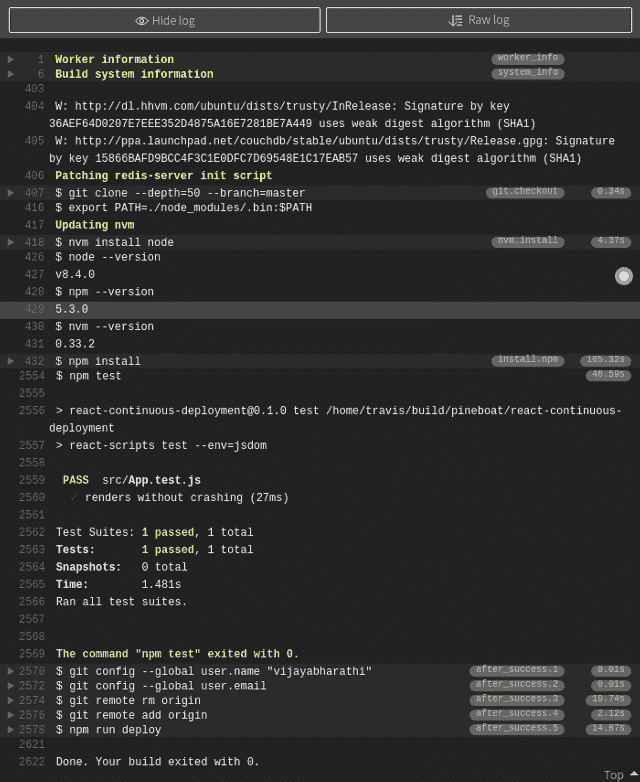 Hide log
Raw log
1 Worker information worker_info
6 Build system information system_info
403
404 W: http://dl.hhvm.com/ubuntu/dists/trusty/InRelease: Signature by key
36AEF64D0207E7EEE352D4875A16E7281BE7A449 uses weak digest algorithm (SHA1)
405 W: http://ppa.launchpad.net/couchdb/stable/ubuntu/dists/trusty/Release.gpg: Signature
by key 15866BAFD9BCC4F3C1E0DFC7D69548E1C17EAB57 uses weak digest algorithm (SHA1)
406 Patching redis-server init script
407 $ git clone --depth=50 --branch=master git.checkout 0.34s
416 $ export PATH=./node_modules/.bin:$PATH
417 Updating nvm
418 $ nvm install node nvm.install 4.37s
426 $ node --version
427 v8.4.0
428 $ npm --version
429 5.3.0
430 $ nvm --version
431 0.33.2
432 $ npm install install.npm 105.32s
2554 $ npm test 46.59s
2555
2556 > react-continuous-deployment@0.1.0 test /home/travis/build/pineboat/react-continuous-
deployment
2557 > react-scripts test --env=jsdom
2558
2559 PASS src/App.test.js
2560 ✓ renders without crashing (27ms)
2561
2562 Test Suites: 1 passed, 1 total
2563 Tests: 1 passed, 1 total
2564 Snapshots: 0 total
2565 Time: 1.481s
2566 Ran all test suites.
2567
2568
2569 The command "npm test" exited with 0.
2570 $ git config --global user.name "vijayabharathi" after_success.1 0.01s
2572 $ git config --global user.email after_success.2 0.01s
2574 $ git remote rm origin after_success.3 10.74s
2576 $ git remote add origin after_success.4 2.12s
2578 $ npm run deploy after_success.5 14.87s
2621
2622 Done. Your build exited with 0.
Top